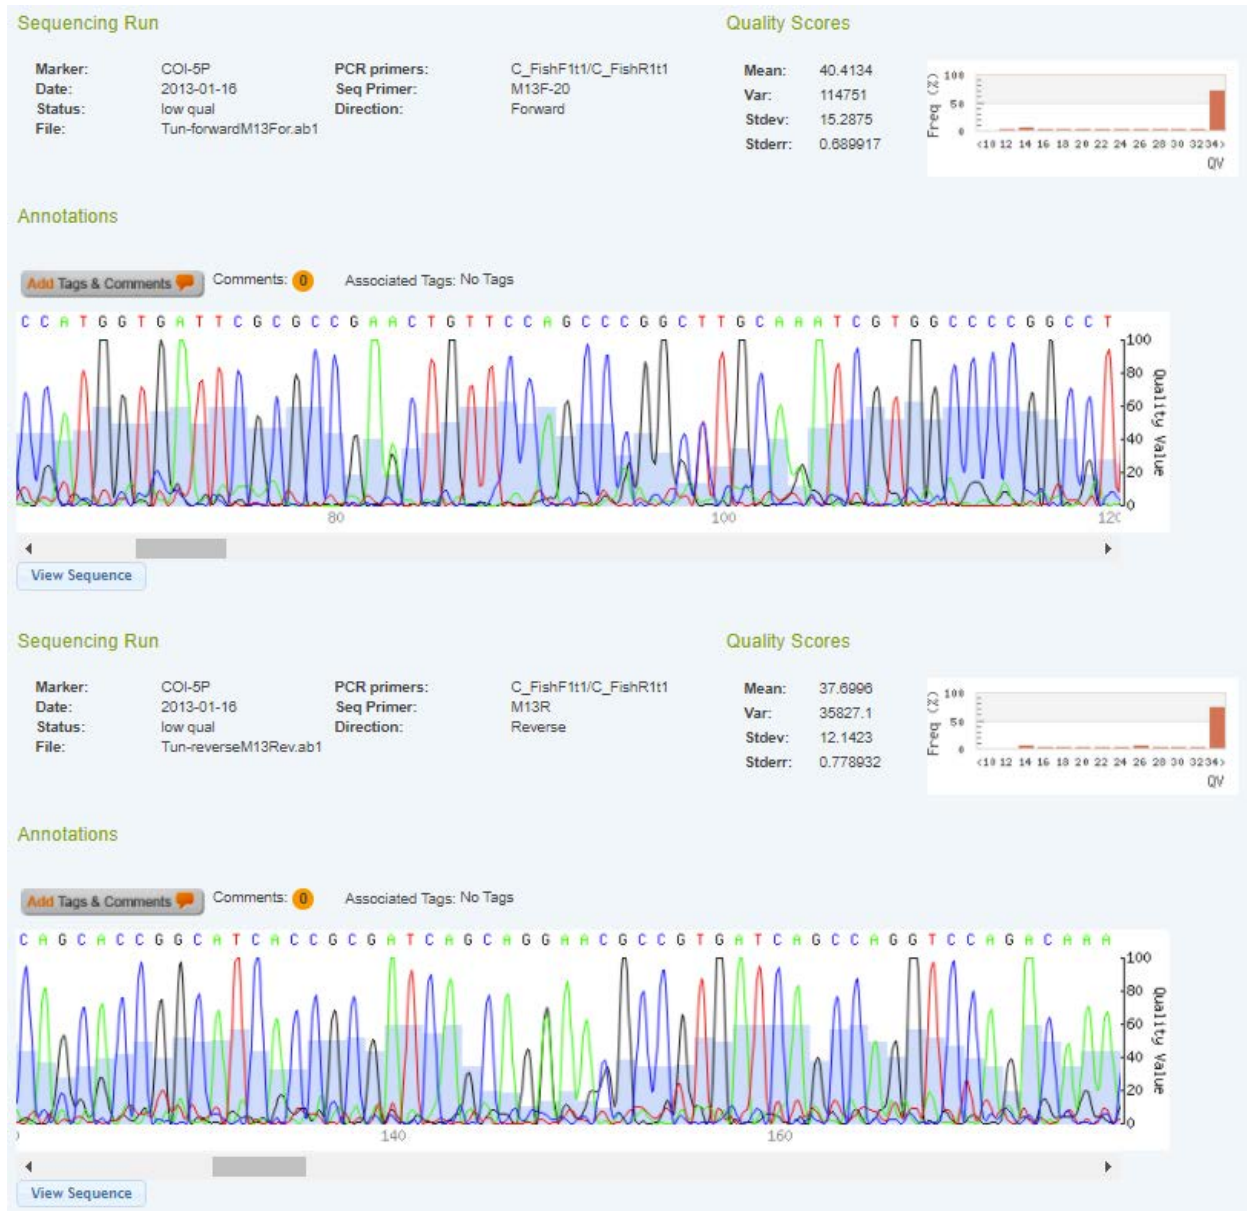 Sequencing Run
Quality Scores
Marker: COI-5P PCR primers: C_FishF1t1/C_FishR1t1 Mean: 40.4134
Date: 2013-01-16 Seq Primer: M13F-20 Var: 114751
Status: low qual Direction: Forward Stdev: 15.2875
File: Tun-forwardM13For.ab1 Stderr: 0.689917
Freq (%)
100
50
0
<10 12 14 16 18 20 22 24 26 28 30 32 34>
QV
Annotations
Add Tags & Comments Comments: 0 Associated Tags: No Tags
C C A T G G T G A T T C G C G C C G A A C T G T T C C A G C C C G G C T T G C A A A T C G T G G C C C C G G C C T
100
80
60
40
20
0
Quality Value
80 100 120
View Sequence
Sequencing Run
Quality Scores
Marker: COI-5P PCR primers: C_FishF1t1/C_FishR1t1 Mean: 37.6996
Date: 2013-01-16 Seq Primer: M13R Var: 35827.1
Status: low qual Direction: Reverse Stdev: 12.1423
File: Tun-reverseM13Rev.ab1 Stderr: 0.778932
Freq (%)
100
50
0
<10 12 14 16 18 20 22 24 26 28 30 32 34>
QV
Annotations
Add Tags & Comments Comments: 0 Associated Tags: No Tags
C A G C A C C G G C A T C A C C G C G A T C A G C A G G A A C G C C G T G A T C A G C C A G G T C C A G A C A A A
100
80
60
40
20
0
Quality Value
140 160
View Sequence